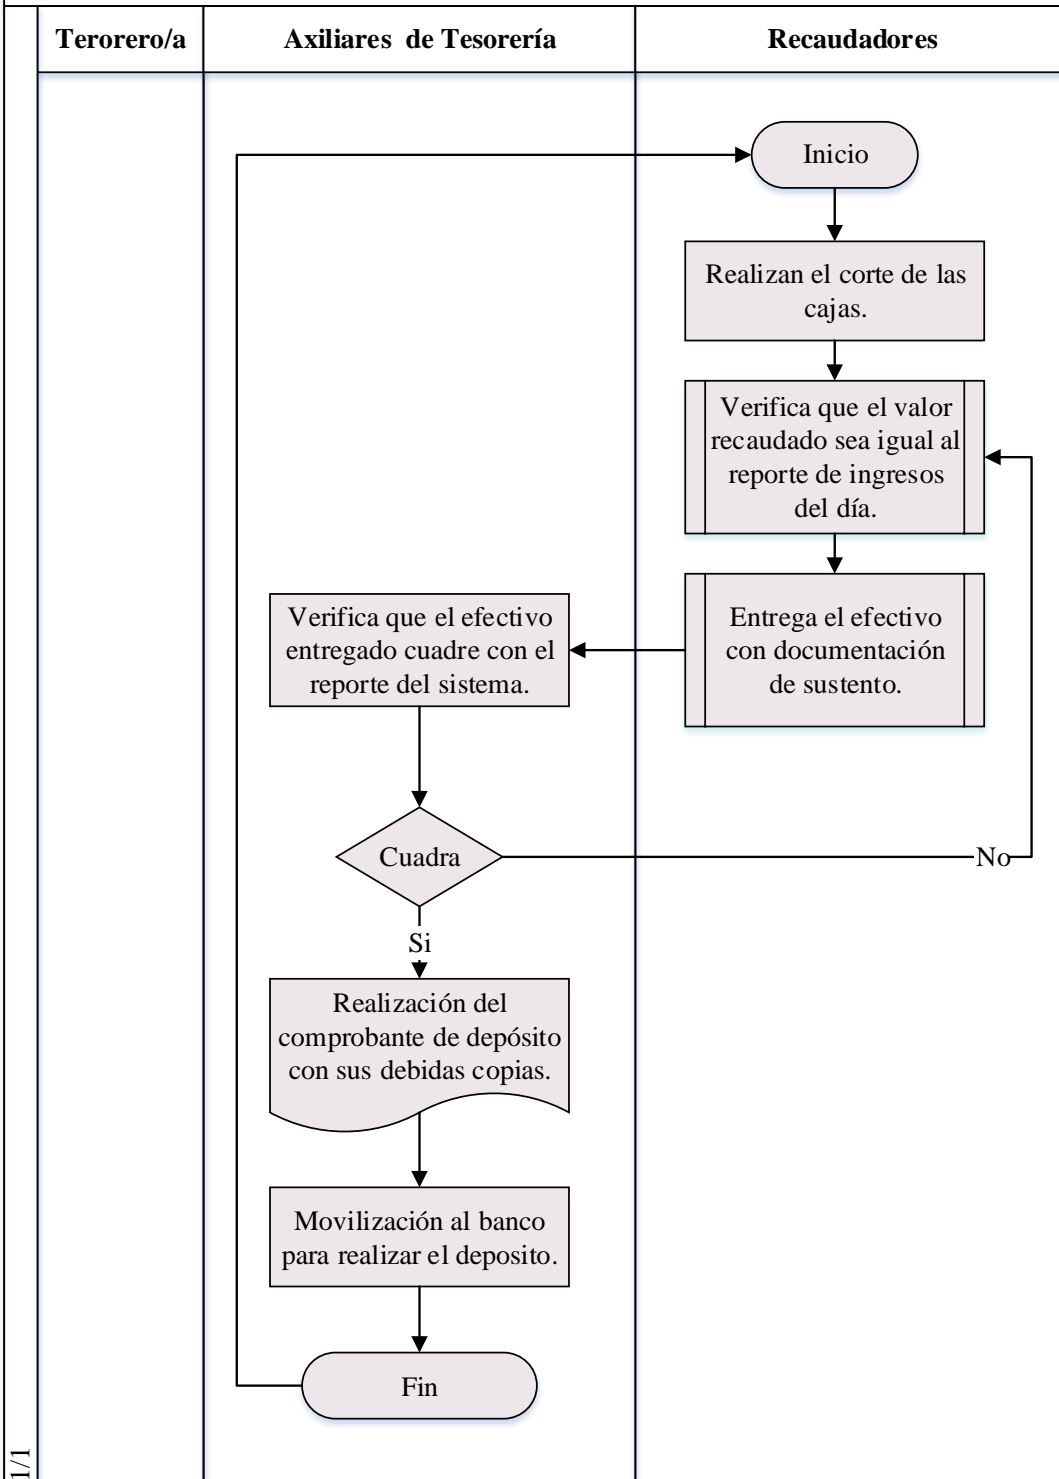 Terorero/a
Axiliares de Tesorería
Recaudadores
Inicio
Realizan el corte de las
cajas.
Verifica que el valor
recaudado sea igual al
reporte de ingresos
del día.
Entrega el efectivo
con documentación
de sustento.
Verifica que el efectivo
entregado cuadre con el
reporte del sistema.
Cuadra
No
Si
Realización del
comprobante de depósito
con sus debidas copias.
Movilización al banco
para realizar el deposito.
Fin
1/1